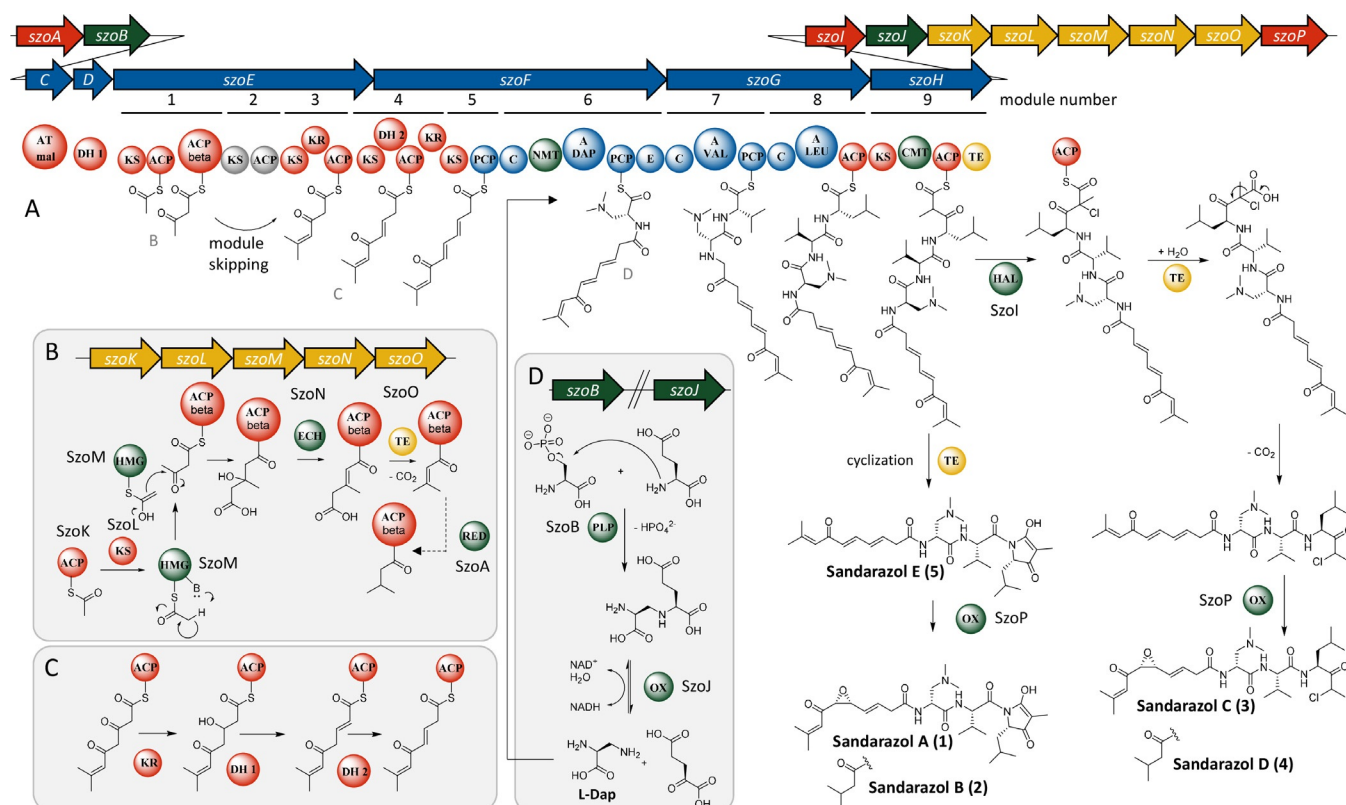 szoA szoB szoI szoJ szoK szoL szoM szoN szoO szoP
C D szoE szoF szoG szoH
1 2 3 4 5 6 7 8 9 module number
AT mal DH 1 KS ACP ACP beta KS ACP KS KR ACP KS DH 2 ACP KR KS PCP C NMT A DAP PCP E C A VAL PCP C A LEU ACP KS CMT ACP TE
ACP
A
B
module
skipping
C
D
HAL
SzoI
+ H₂O
TE
B
szoK szoL szoM szoN szoO
ACP beta
ACP beta
SzoN
ECH
ACP beta
SzoO
TE
- CO₂
ACP beta
SzoM
HMG
SzoL
SzoK
KS
ACP
HMG
SzoM
ACP beta
RED
SzoA
C
ACP ACP ACP ACP
KR DH 1 DH 2
D
szoB szoJ
+
SzoB
PLP
- HPO₄²⁻
NAD⁺
H₂O
NADH
OX
SzoJ
+
L-Dap
cyclization
TE
Sandarazol E (5)
OX
SzoP
Sandarazol A (1)
Sandarazol B (2)
- CO₂
SzoP
OX
Sandarazol C (3)
Sandarazol D (4)